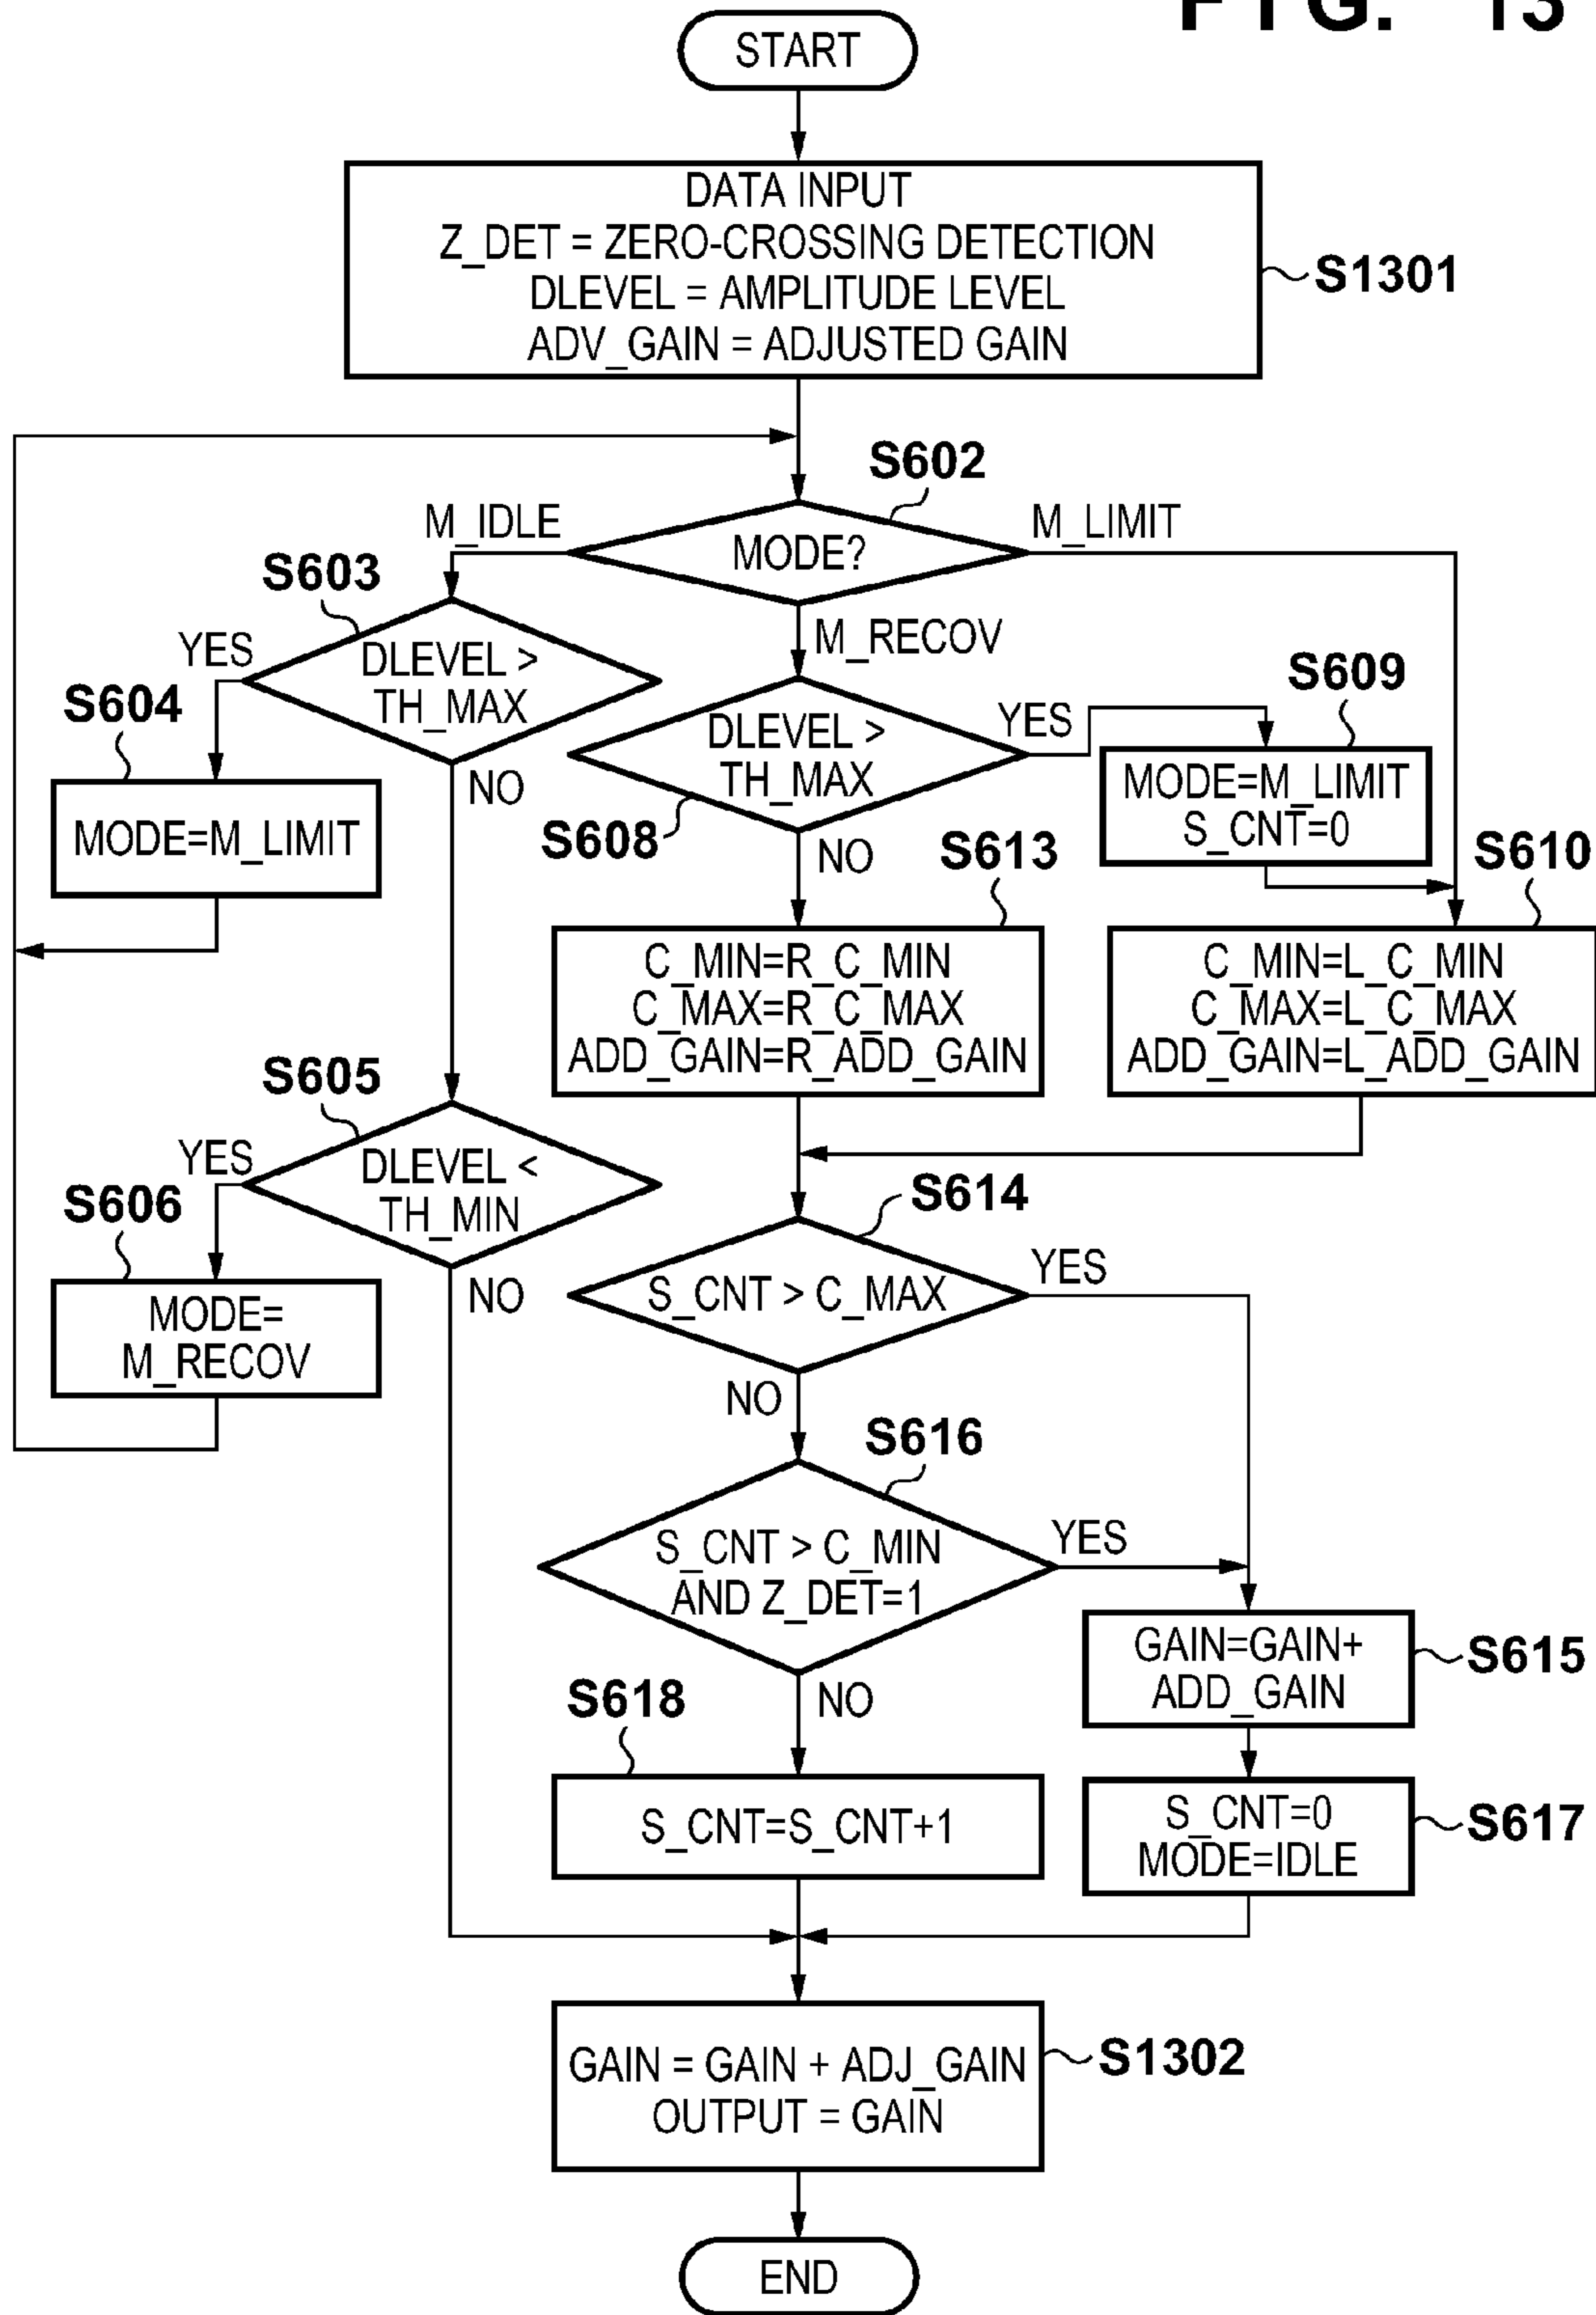 FIG. 13
START
DATA INPUT
Z_DET = ZERO-CROSSING DETECTION
DLEVEL = AMPLITUDE LEVEL
ADV_GAIN = ADJUSTED GAIN
S1301
S602
M_IDLE
MODE?
M_LIMIT
M_RECOV
S603
YES
DLEVEL >
TH_MAX
NO
S604
MODE=M_LIMIT
S608
DLEVEL >
TH_MAX
YES
NO
S609
MODE=M_LIMIT
S_CNT=0
S613
C_MIN=R_C_MIN
C_MAX=R_C_MAX
ADD_GAIN=R_ADD_GAIN
S610
C_MIN=L_C_MIN
C_MAX=L_C_MAX
ADD_GAIN=L_ADD_GAIN
S605
YES
DLEVEL <
TH_MIN
NO
S606
MODE=
M_RECOV
S614
S_CNT > C_MAX
YES
NO
S616
S_CNT > C_MIN
AND Z_DET=1
YES
NO
S615
GAIN=GAIN+
ADD_GAIN
S618
S_CNT=S_CNT+1
S617
S_CNT=0
MODE=IDLE
GAIN = GAIN + ADJ_GAIN
OUTPUT = GAIN
S1302
END